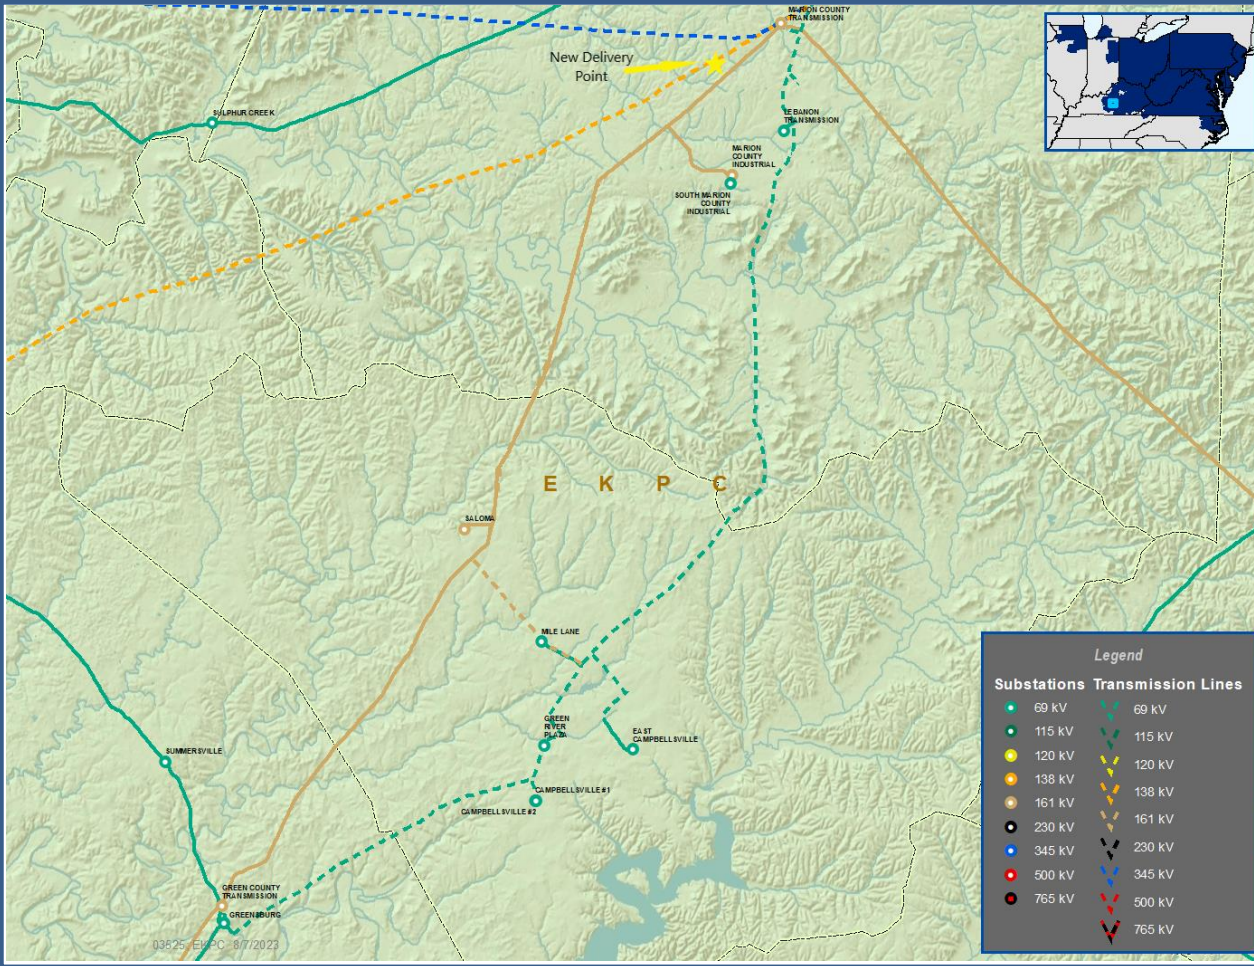 MARION COUNTY
TRANSMISSION
New Delivery
Point
SULPHUR CREEK
LEBANON
TRANSMISSION
MARION
COUNTY
INDUSTRIAL
SOUTH MARION
COUNTY
INDUSTRIAL
E K P C
SALOMA
MILE LANE
GREEN
RIVER
PLAZA
EAST
CAMPBELLSVILLE
SUMMERSVILLE
CAMPBELLSVILLE #1
CAMPBELLSVILLE #2
GREEN COUNTY
TRANSMISSION
GREENSBURG
03525, EKPC 8/7/2023
Legend
Substations Transmission Lines
69 kV 69 kV
115 kV 115 kV
120 kV 120 kV
138 kV 138 kV
161 kV 161 kV
230 kV 230 kV
345 kV 345 kV
500 kV 500 kV
765 kV 765 kV